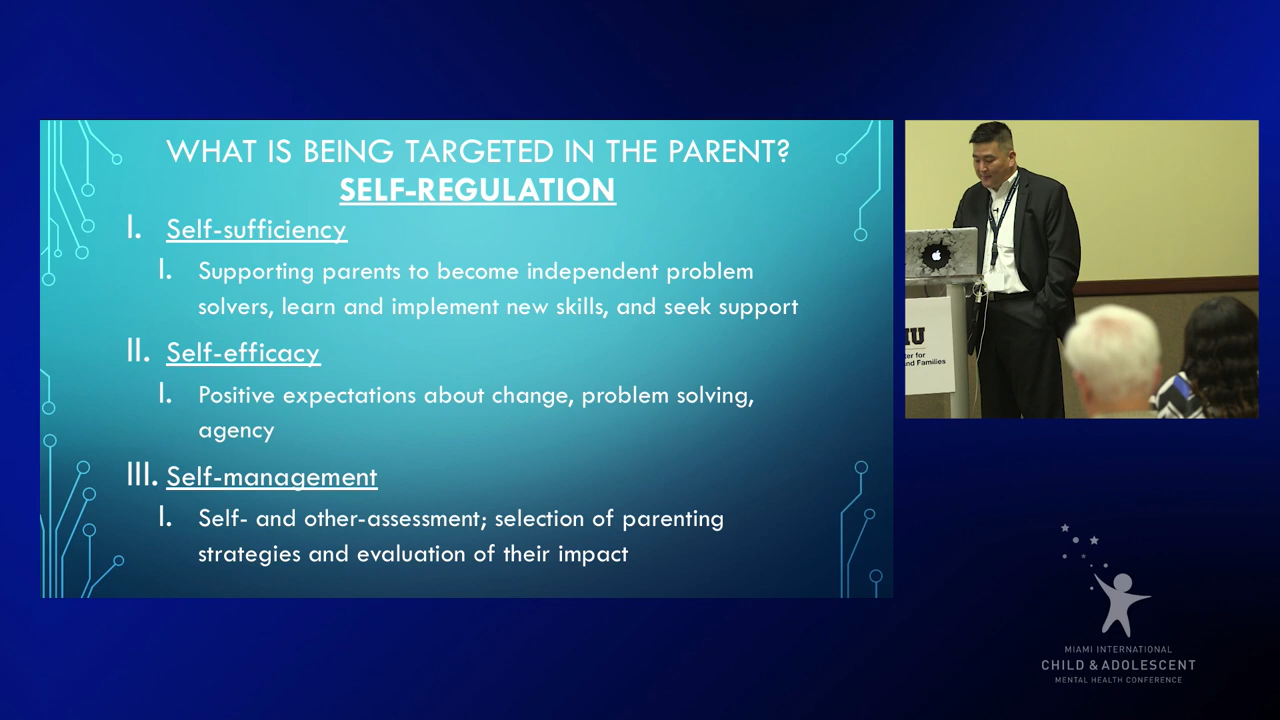 WHAT IS BEING TARGETED IN THE PARENT?
SELF-REGULATION
I. Self-sufficiency
I. Supporting parents to become independent problem
solvers, learn and implement new skills, and seek support
II. Self-efficacy
I. Positive expectations about change, problem solving,
agency
III. Self-management
I. Self- and other-assessment; selection of parenting
strategies and evaluation of their impact
and Families
MIAMI INTERNATIONAL
CHILD & ADOLESCENT
MENTAL HEALTH CONFERENCE